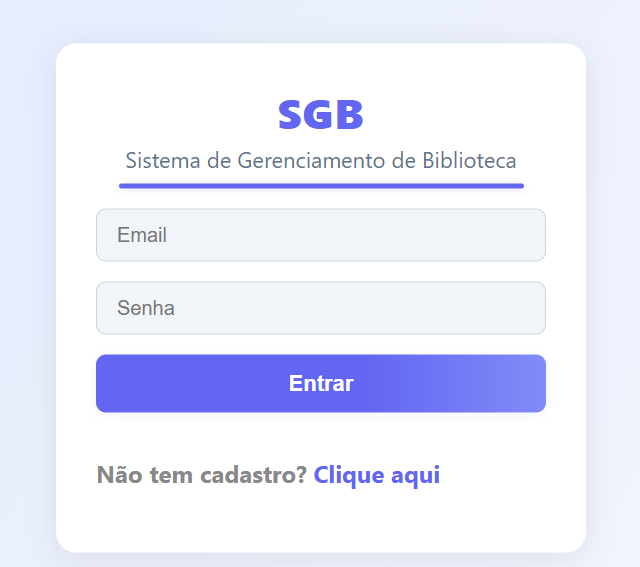 SGB
Sistema de Gerenciamento de Biblioteca
Email
Senha
Entrar
Não tem cadastro? Clique aqui